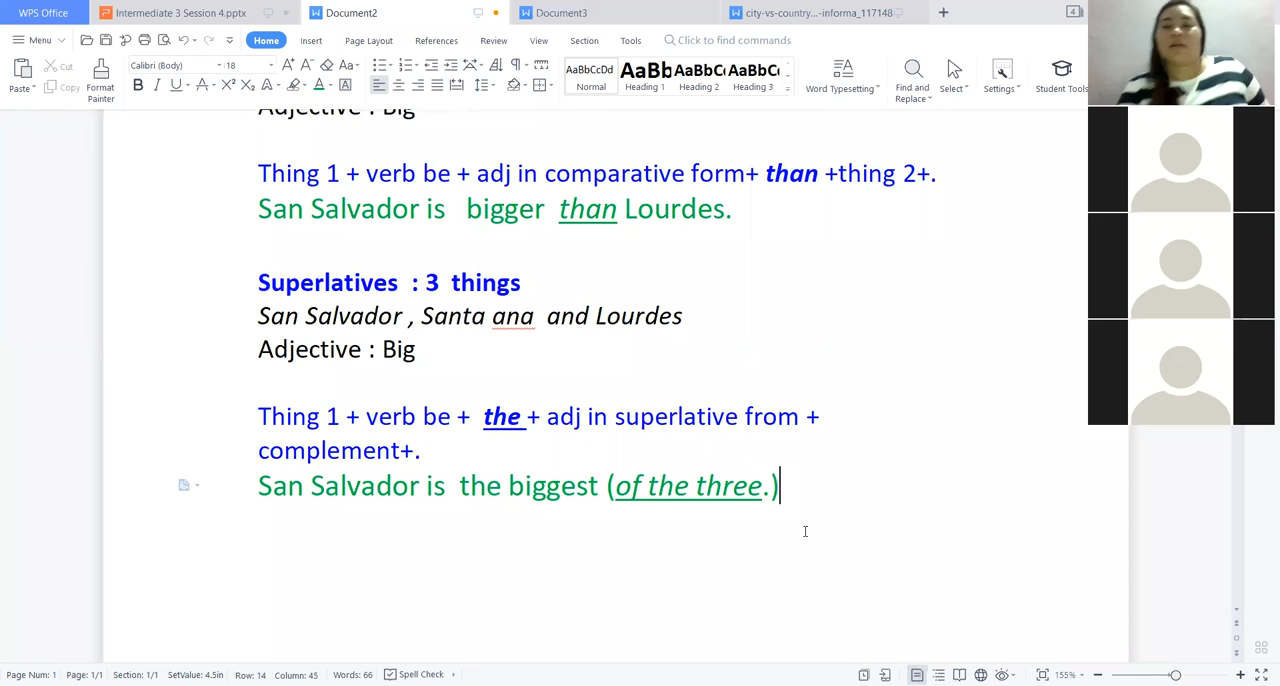 WPS Office
Intermediate 3 Session 4.pptx
Document2
Document3
city-vs-country...-informa_117148
4
Menu
Home
Insert
Page Layout
References
Review
View
Section
Tools
Click to find commands
Paste
Cut
Copy
Format Painter
Calibri (Body)
18
AaBbCcDd
Normal
AaBb
Heading 1
AaBbC
Heading 2
AaBbC
Heading 3
Word Typesetting
Find and Replace
Select
Settings
Student Tools
Adjective : Big
Thing 1 + verb be + adj in comparative form+ than +thing 2+.
San Salvador is bigger than Lourdes.
Superlatives : 3 things
San Salvador , Santa ana and Lourdes
Adjective : Big
Thing 1 + verb be + the + adj in superlative from +
complement+.
San Salvador is the biggest (of the three.)
Page Num: 1 Page: 1/1 Section: 1/1 SetValue: 4.5in Row: 14 Column: 45 Words: 66 Spell Check 155%